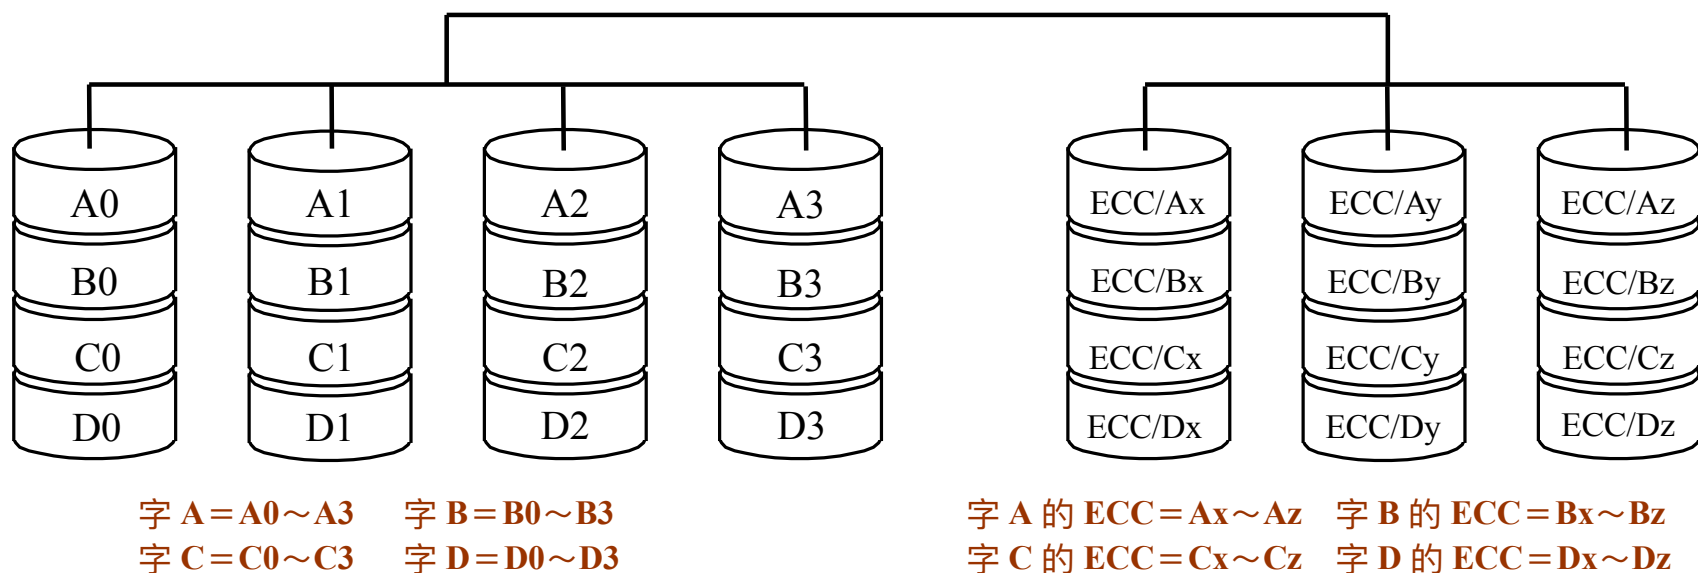 A0 A1 A2 A3 ECC/Ax ECC/Ay ECC/Az
B0 B1 B2 B3 ECC/Bx ECC/By ECC/Bz
C0 C1 C2 C3 ECC/Cx ECC/Cy ECC/Cz
D0 D1 D2 D3 ECC/Dx ECC/Dy ECC/Dz
字 A＝A0～A3 字 B＝B0～B3 字 A 的 ECC＝Ax～Az 字 B 的 ECC＝Bx～Bz
字 C＝C0～C3 字 D＝D0～D3 字 C 的 ECC＝Cx～Cz 字 D 的 ECC＝Dx～Dz